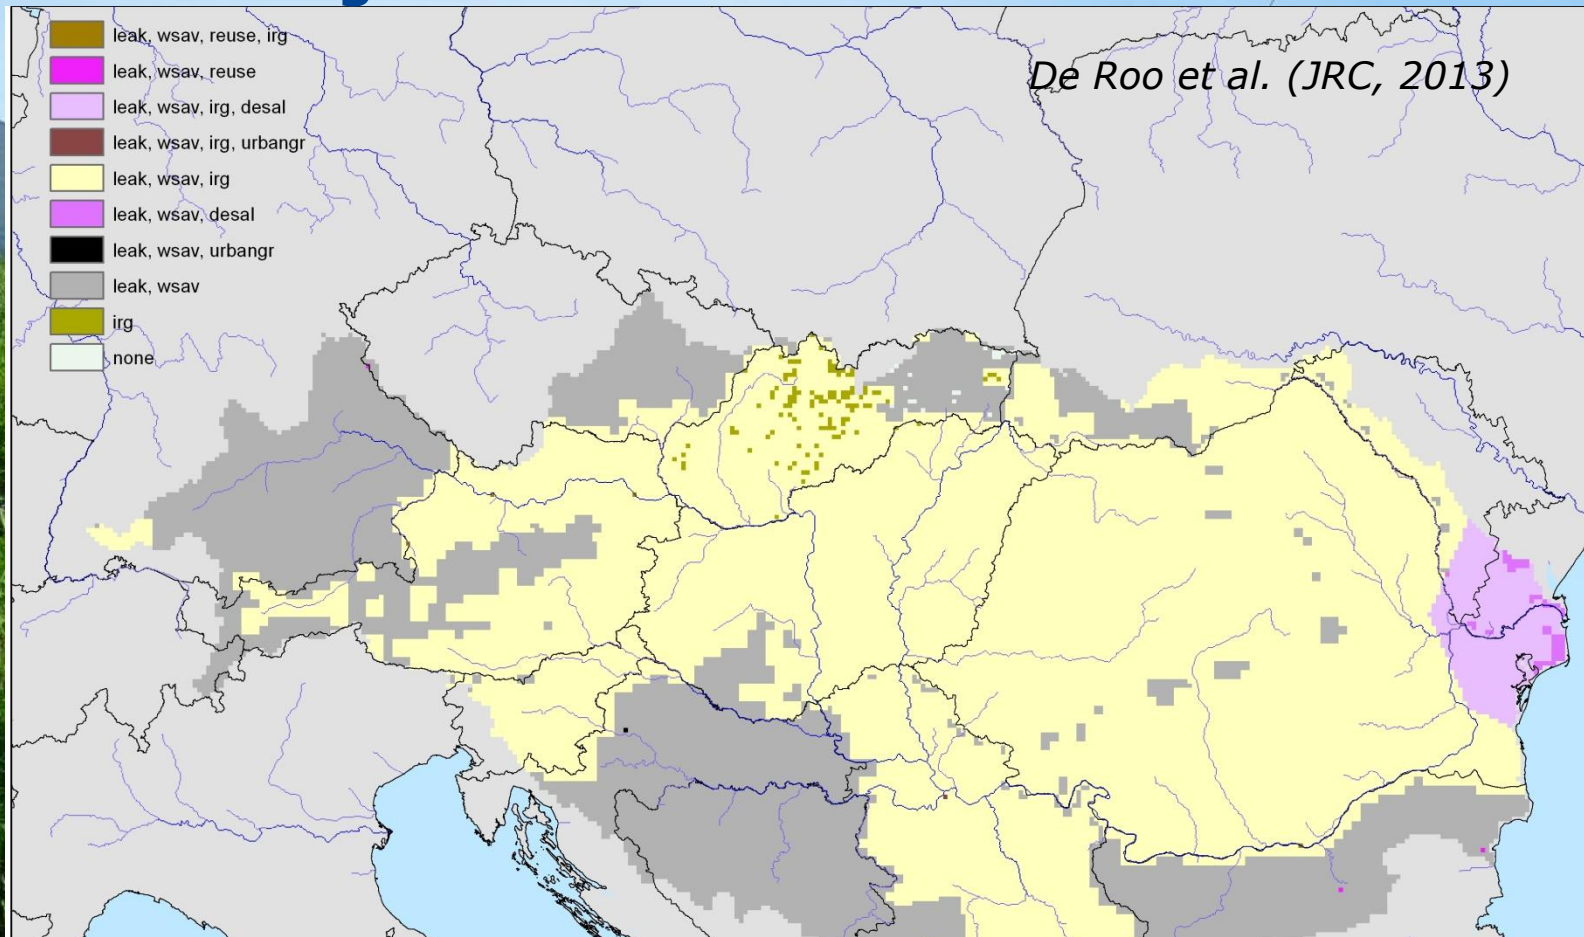 leak, wsav, reuse, irg
leak, wsav, reuse
leak, wsav, irg, desal
leak, wsav, irg, urbangr
leak, wsav, irg
leak, wsav, desal
leak, wsav, urbangr
leak, wsav
irg
none
De Roo et al. (JRC, 2013)